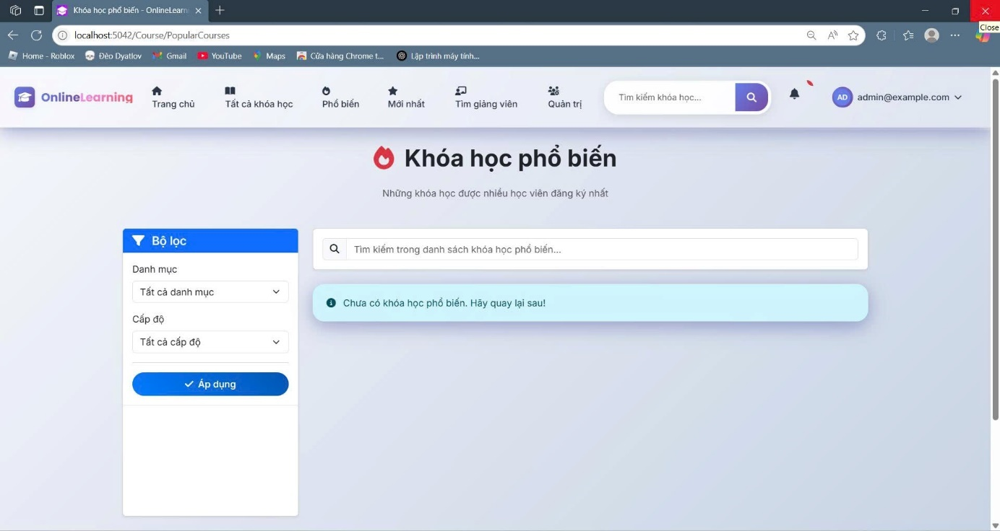 Khóa học phổ biến - OnlineLearn
localhost:5042/Course/PopularCourses
Close
Home - Roblox
Đèo Dyatlov
Gmail
YouTube
Maps
Cửa hàng Chrome t...
Lập trình máy tính...
OnlineLearning
Trang chủ
Tất cả khóa học
Phổ biến
Mới nhất
Tìm giảng viên
Quản trị
Tìm kiếm khóa học...
AD
admin@example.com
Khóa học phổ biến
Những khóa học được nhiều học viên đăng ký nhất
Bộ lọc
Danh mục
Tất cả danh mục
Cấp độ
Tất cả cấp độ
Áp dụng
Tìm kiếm trong danh sách khóa học phổ biến...
Chưa có khóa học phổ biến. Hãy quay lại sau!